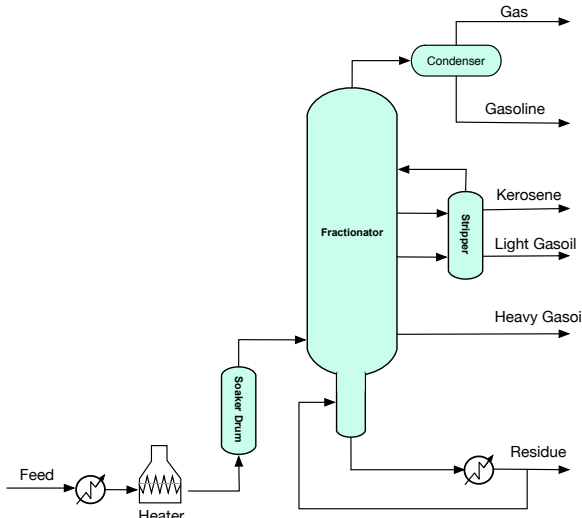 Gas
Condenser
Gasoline
Kerosene
Stripper
Fractionator
Light Gasoil
Heavy Gasoi
Soaker Drum
Residue
Feed
Heater